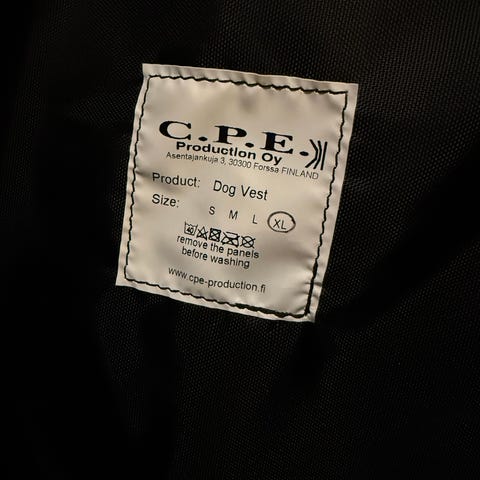 C.P.E.
Production Oy
Asentajankuja 3, 30300 Forssa FINLAND
Product: Dog Vest
Size: S M L XL
40
remove the panels
before washing
www.cpe-production.fi